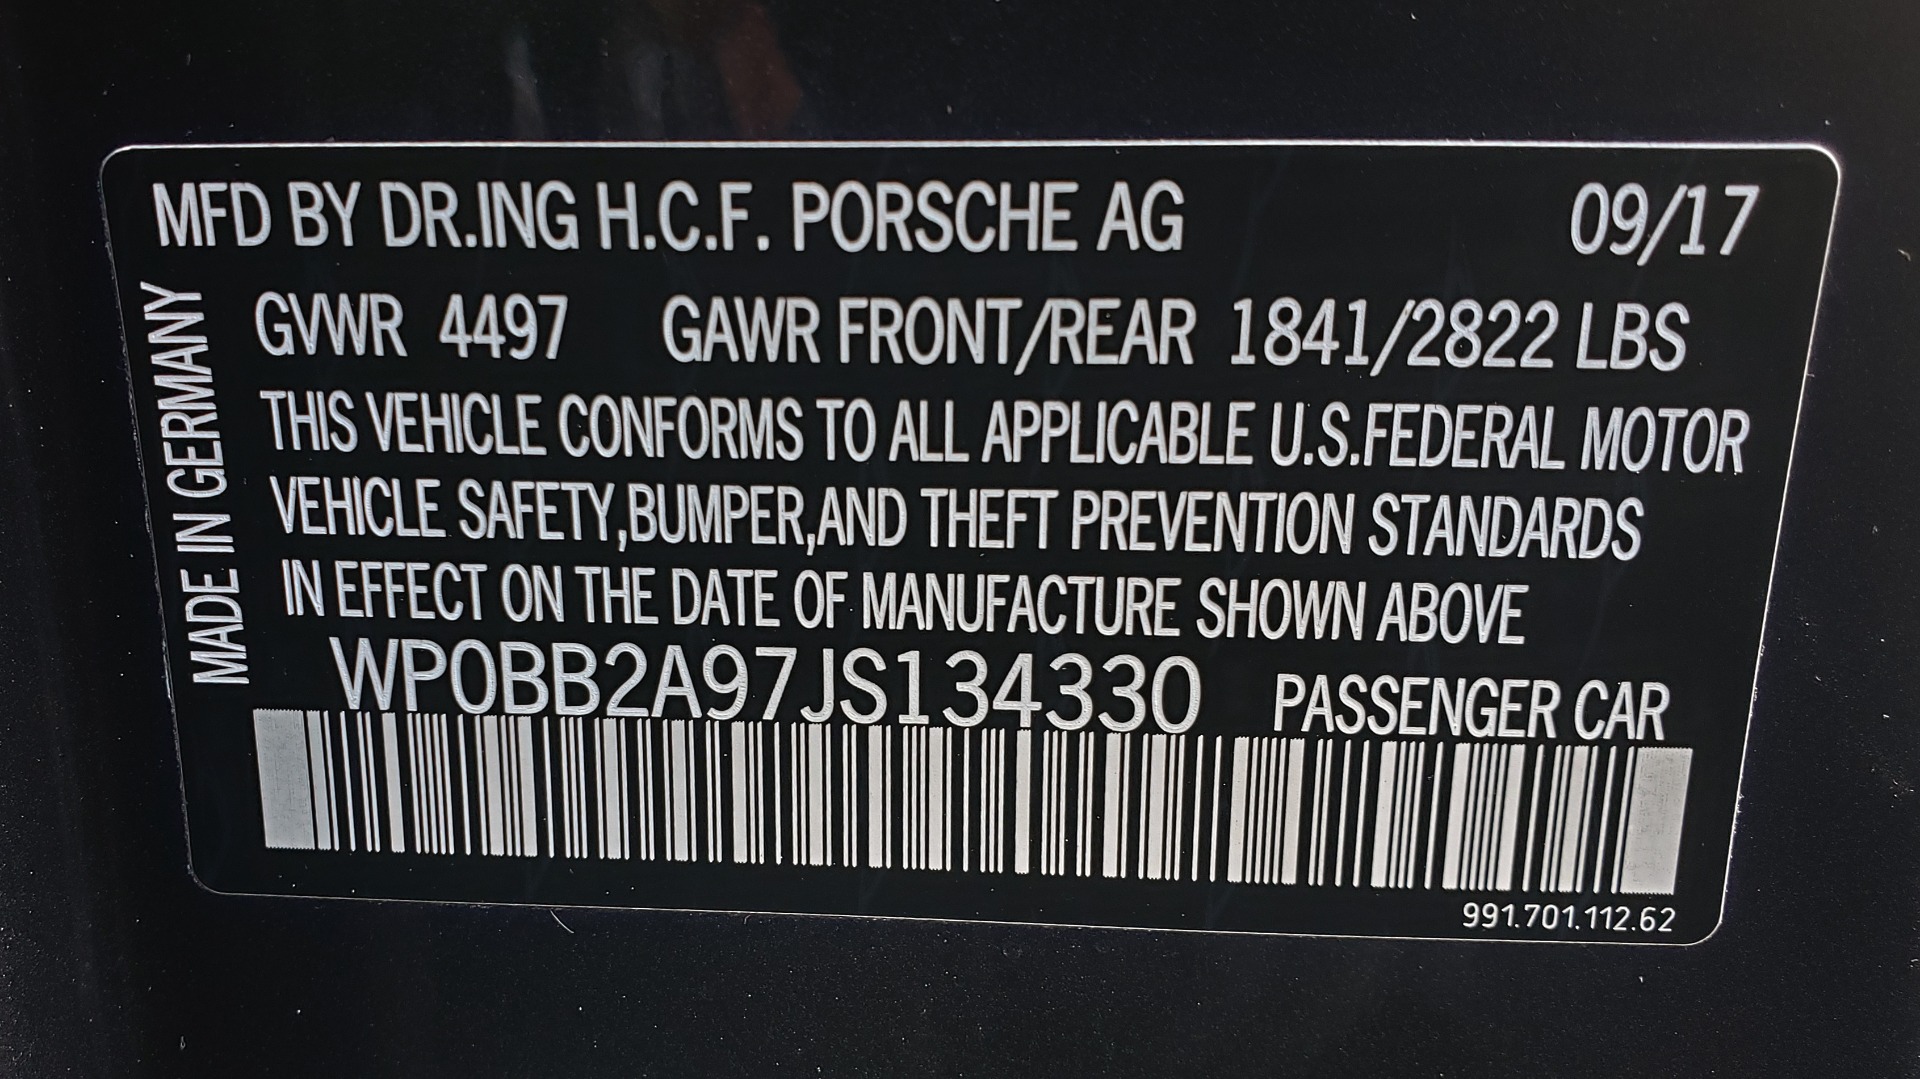 MFD BY DR.ING H.C.F. PORSCHE AG 09/17
MADE IN GERMANY
GVWR 4497 GAWR FRONT/REAR 1841/2822 LBS
THIS VEHICLE CONFORMS TO ALL APPLICABLE U.S.FEDERAL MOTOR
VEHICLE SAFETY,BUMPER,AND THEFT PREVENTION STANDARDS
IN EFFECT ON THE DATE OF MANUFACTURE SHOWN ABOVE
WP0BB2A97JS134330 PASSENGER CAR
991.701.112.62